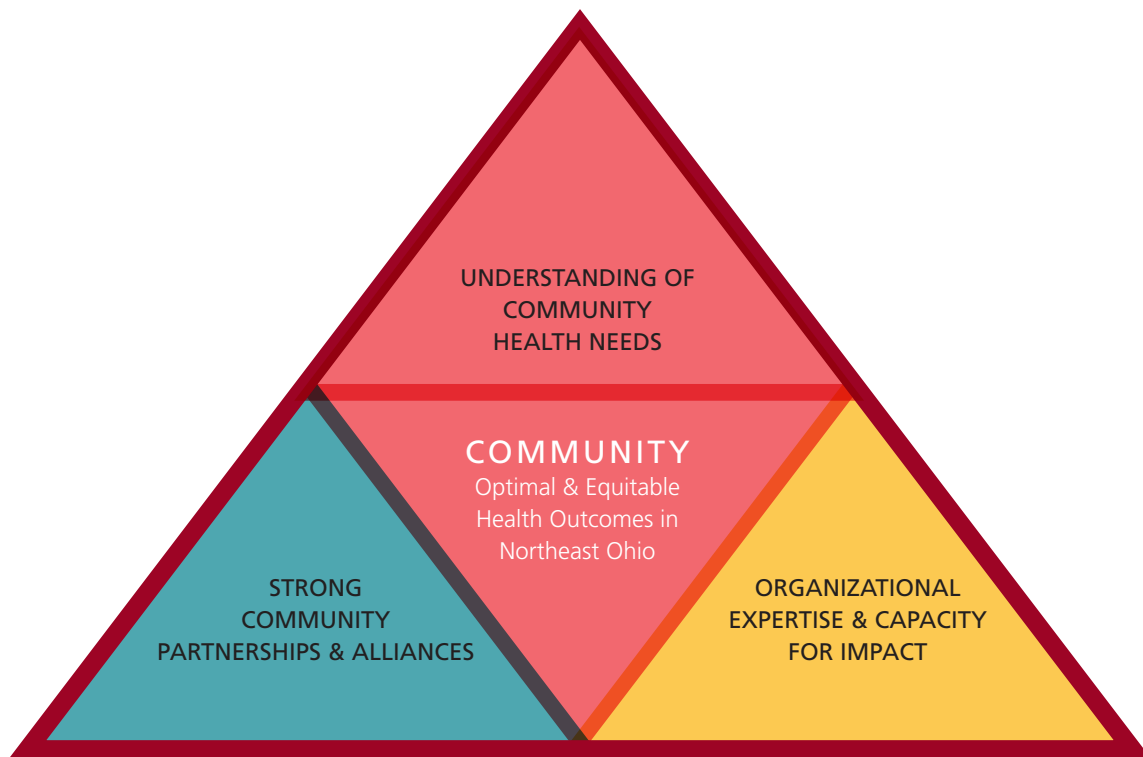 UNDERSTANDING OF
COMMUNITY
HEALTH NEEDS
COMMUNITY
Optimal & Equitable
Health Outcomes in
Northeast Ohio
STRONG
COMMUNITY
PARTNERSHIPS & ALLIANCES
ORGANIZATIONAL
EXPERTISE & CAPACITY
FOR IMPACT